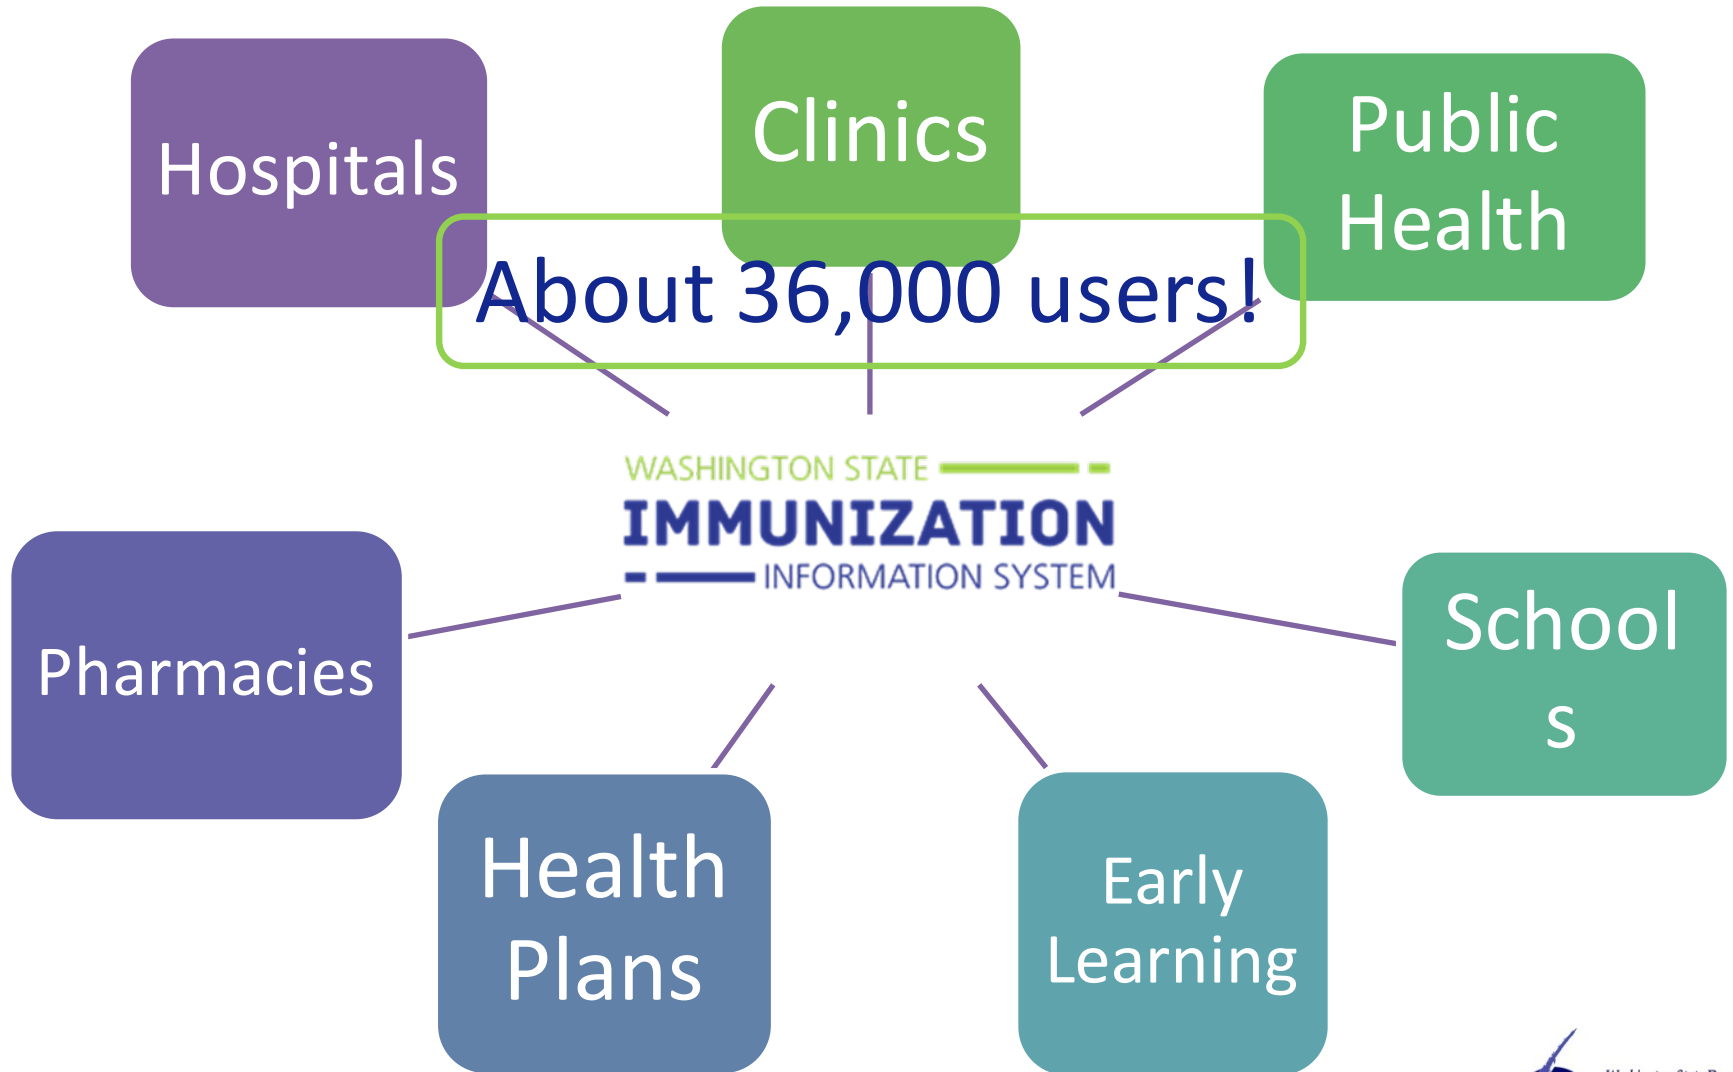 Clinics
Hospitals
Public
Health
About 36,000 users!
WASHINGTON STATE
IMMUNIZATION
INFORMATION SYSTEM
Pharmacies
School
s
Health
Plans
Early
Learning